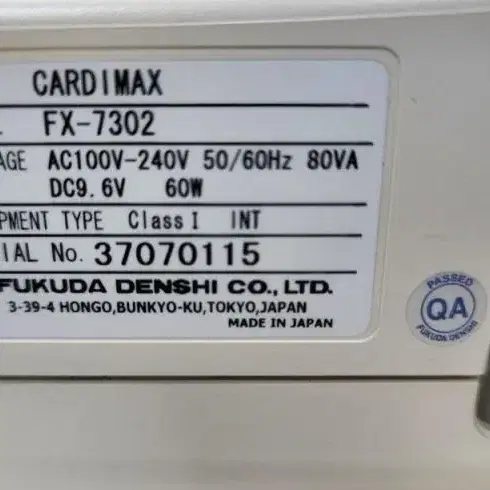 CARDIMAX
FX-7302
AGE AC100V-240V 50/60Hz 80VA
DC9.6V 60W
PMENT TYPE Class I INT
IAL No. 37070115
FUKUDA DENSHI CO., LTD.
3-39-4 HONGO,BUNKYO-KU,TOKYO,JAPAN
MADE IN JAPAN
PASSED
QA
FUKUDA DENSHI